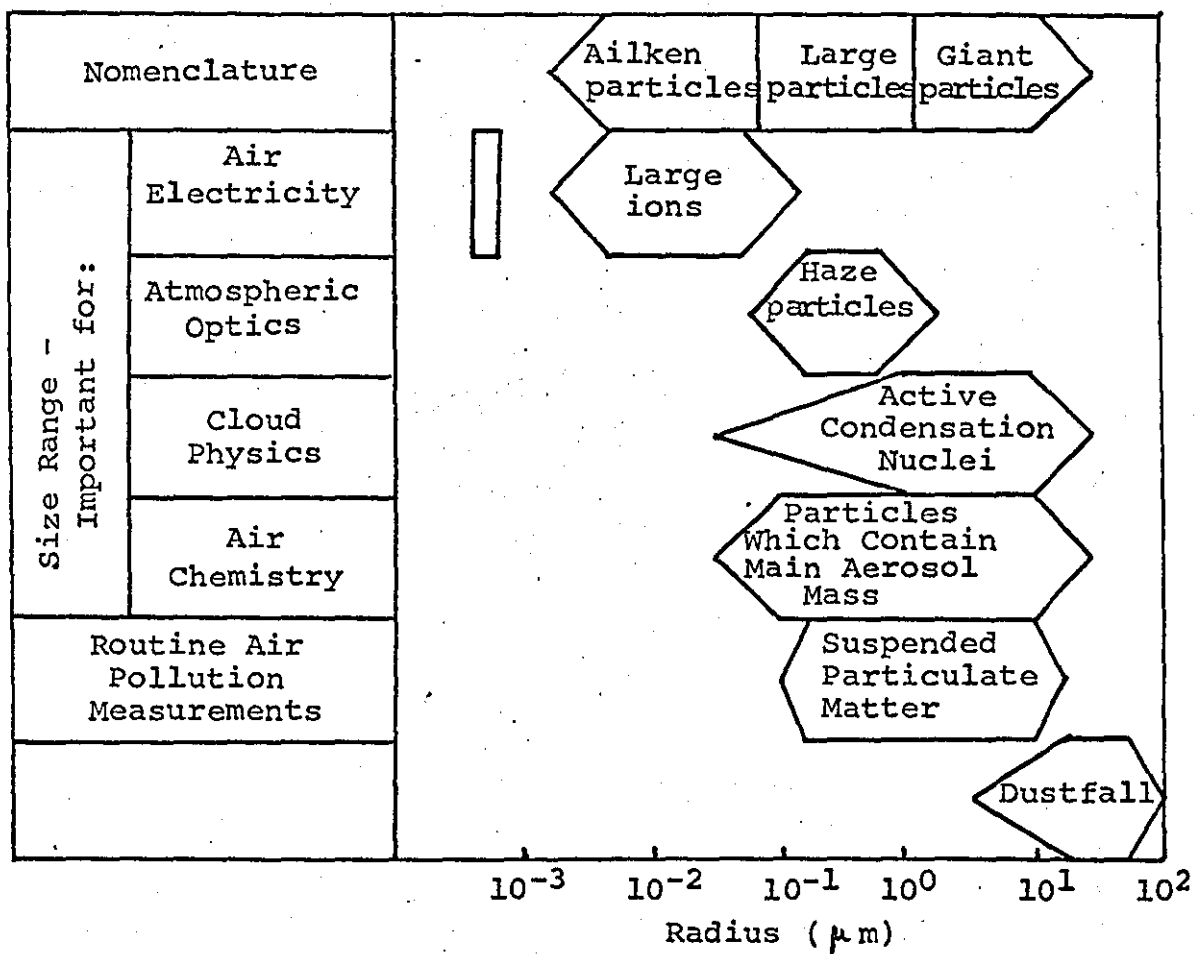 Nomenclature
Ailken
particles
Large
particles
Giant
particles
Size Range -
Important for:
Air
Electricity
Large
ions
Atmospheric
Optics
Haze
particles
Cloud
Physics
Active
Condensation
Nuclei
Air
Chemistry
Particles
Which Contain
Main Aerosol
Mass
Routine Air
Pollution
Measurements
Suspended
Particulate
Matter
Dustfall
10⁻³ 10⁻² 10⁻¹ 10⁰ 10¹ 10²
Radius (μm)